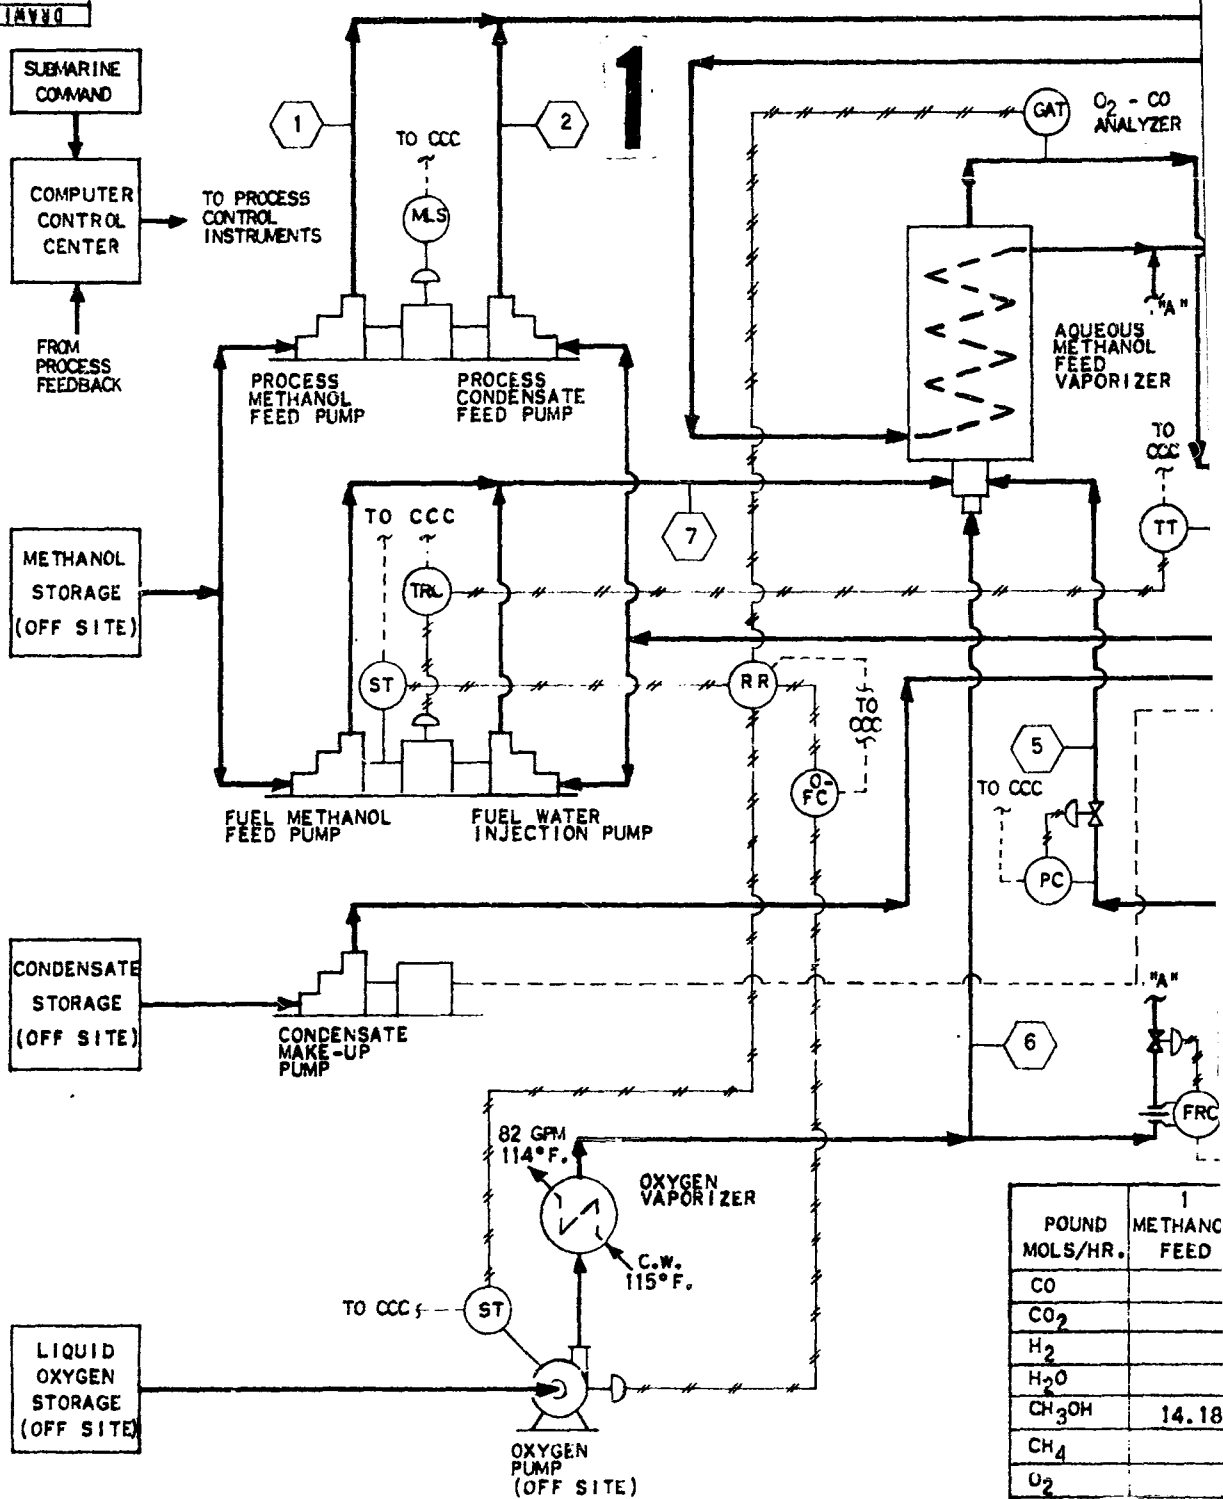 DRAWI
SUBMARINE
COMMAND
COMPUTER
CONTROL
CENTER
TO PROCESS
CONTROL
INSTRUMENTS
FROM
PROCESS
FEEDBACK
1
2
1
TO CCC
MLS
GAT
O2 - CO
ANALYZER
"A"
AQUEOUS
METHANOL
FEED
VAPORIZER
PROCESS
METHANOL
FEED PUMP
PROCESS
CONDENSATE
FEED PUMP
TO
CCC
TT
METHANOL
STORAGE
(OFF SITE)
TO CCC
TRC
ST
7
RR
TO
CCC
O-
FC
5
TO CCC
PC
FUEL METHANOL
FEED PUMP
FUEL WATER
INJECTION PUMP
CONDENSATE
STORAGE
(OFF SITE)
CONDENSATE
MAKE-UP
PUMP
"A"
6
FRC
82 GPM
114°F.
OXYGEN
VAPORIZER
C.W.
115°F.
TO CCC
ST
LIQUID
OXYGEN
STORAGE
(OFF SITE)
OXYGEN
PUMP
(OFF SITE)
POUND
MOLS/HR.
1
METHANO
FEED
CO
CO2
H2
H2O
CH3OH 14.18
CH4
O2